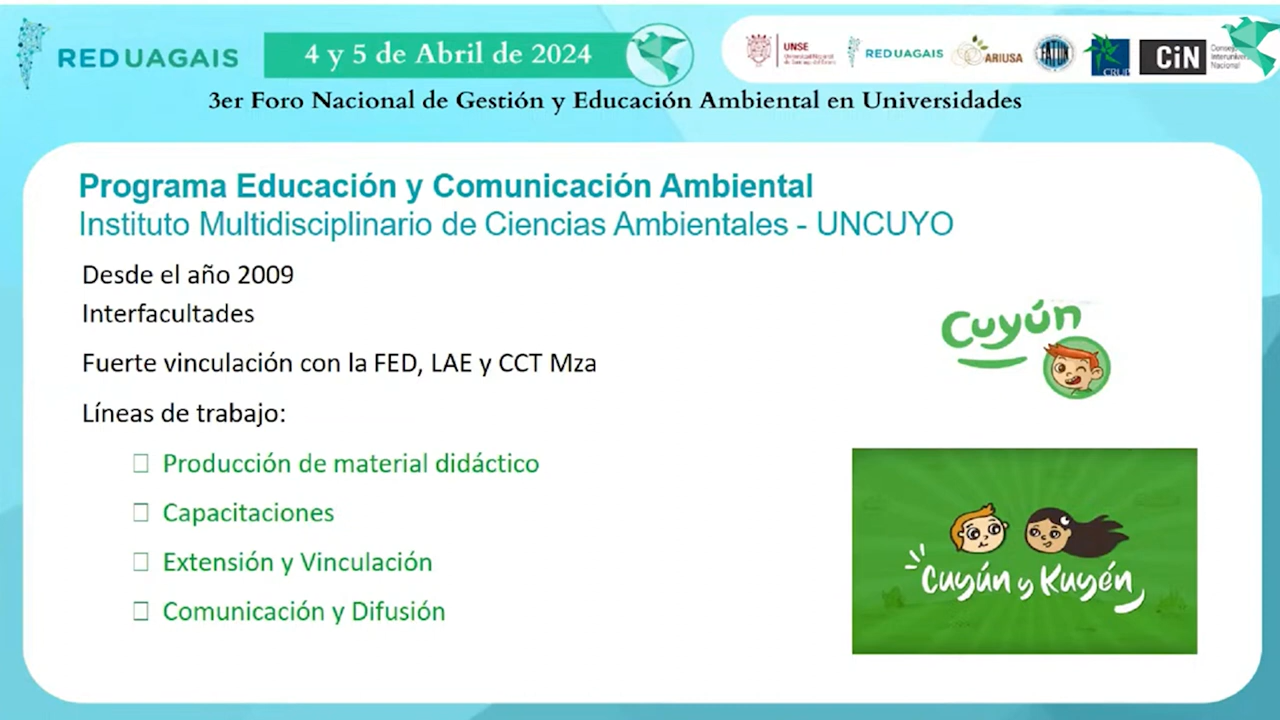 REDUAGAIS
4 y 5 de Abril de 2024
UNSE
REDUAGAIS
ARIUSA
FATUN
CRUP
CiN
3er Foro Nacional de Gestión y Educación Ambiental en Universidades
Programa Educación y Comunicación Ambiental
Instituto Multidisciplinario de Ciencias Ambientales - UNCUYO
Desde el año 2009
Interfacultades
Fuerte vinculación con la FED, LAE y CCT Mza
Líneas de trabajo:
Producción de material didáctico
Capacitaciones
Extensión y Vinculación
Comunicación y Difusión
Cuyún
Cuyún y Kuyén